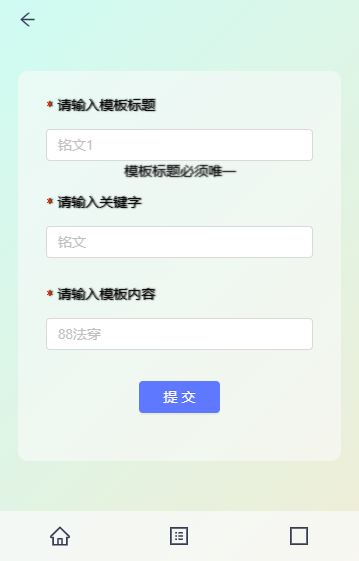 * 请输入模板标题
铭文1
模板标题必须唯一
* 请输入关键字
铭文
* 请输入模板内容
88法穿
提 交